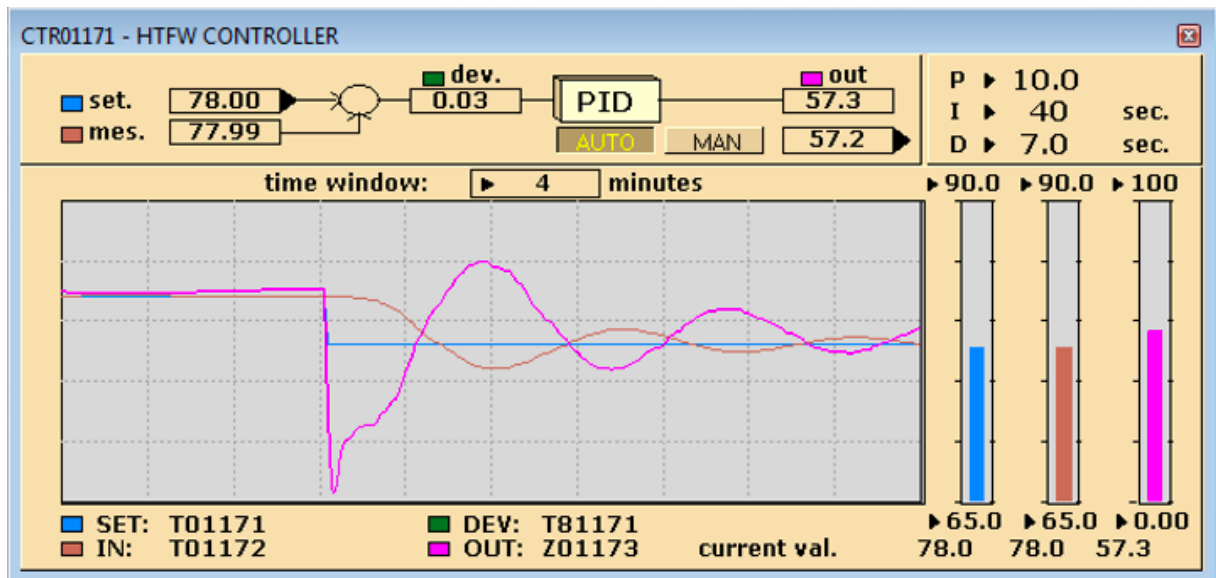 CTR01171 - HTFW CONTROLLER
set. 78.00 dev. 0.03 PID out 57.3
mes. 77.99 AUTO MAN 57.2
P 10.0
I 40 sec.
D 7.0 sec.
time window: 4 minutes
90.0 90.0 100
65.0 65.0 0.00
SET: T01171 DEV: T81171
IN: T01172 OUT: Z01173 current val. 78.0 78.0 57.3